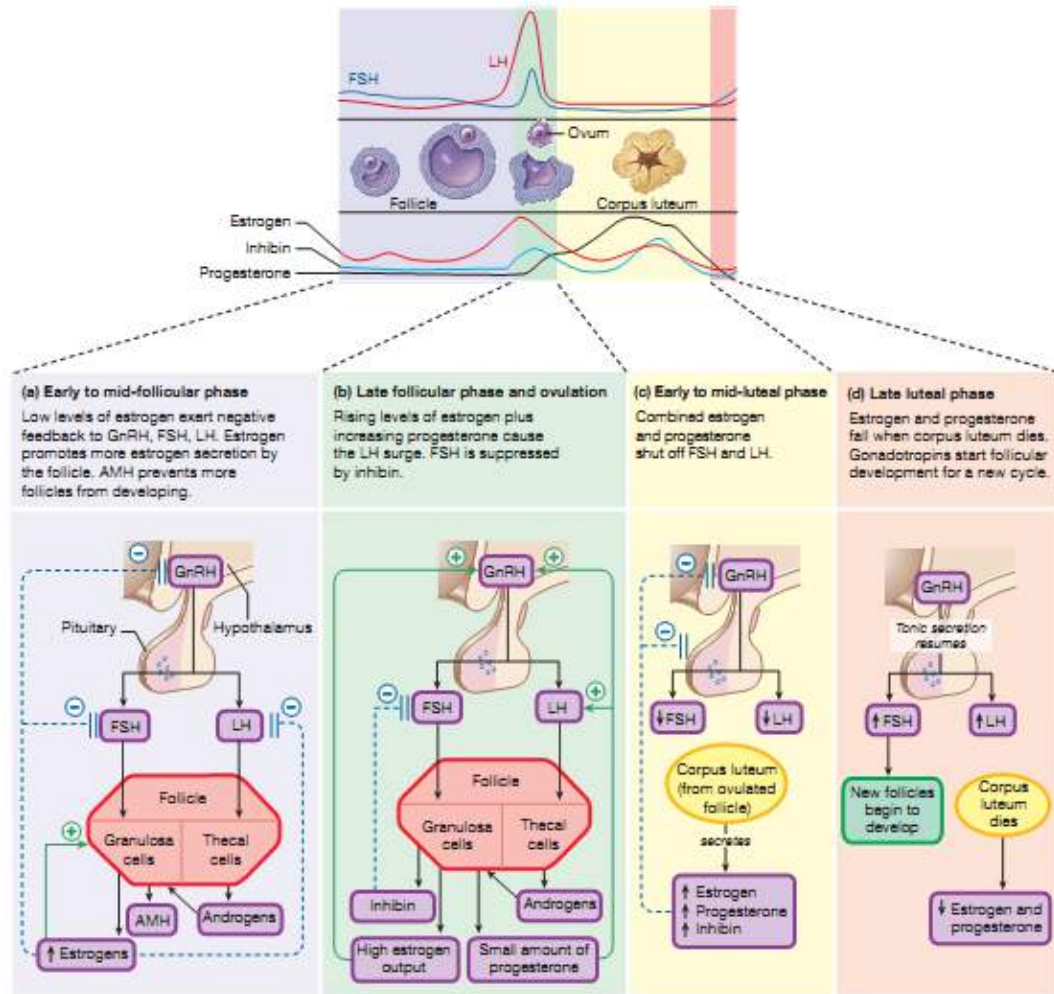 LH
FSH
Ovum
Follicle
Corpus luteum
Estrogen
Inhibin
Progesterone
(a) Early to mid-follicular phase
Low levels of estrogen exert negative
feedback to GnRH, FSH, LH. Estrogen
promotes more estrogen secretion by
the follicle. AMH prevents more
follicles from developing.
(b) Late follicular phase and ovulation
Rising levels of estrogen plus
increasing progesterone cause
the LH surge. FSH is suppressed
by inhibin.
(c) Early to mid-luteal phase
Combined estrogen
and progesterone
shut off FSH and LH.
(d) Late luteal phase
Estrogen and progesterone
fall when corpus luteum dies.
Gonadotropins start follicular
development for a new cycle.
−
GnRH
Pituitary
Hypothalamus
−
−
FSH
LH
Follicle
+
Granulosa
cells
Thecal
cells
AMH
Androgens
↑ Estrogens
+
+
GnRH
−
+
FSH
LH
Follicle
Granulosa
cells
Thecal
cells
Inhibin
Androgens
High estrogen
output
Small amount of
progesterone
−
GnRH
−
↓FSH
↓LH
Corpus luteum
(from ovulated
follicle)
secretes
↑ Estrogen
↑ Progesterone
↑ Inhibin
GnRH
Tonic secretion
resumes
↑FSH
↑LH
New follicles
begin to
develop
Corpus
luteum
dies
↓ Estrogen and
progesterone